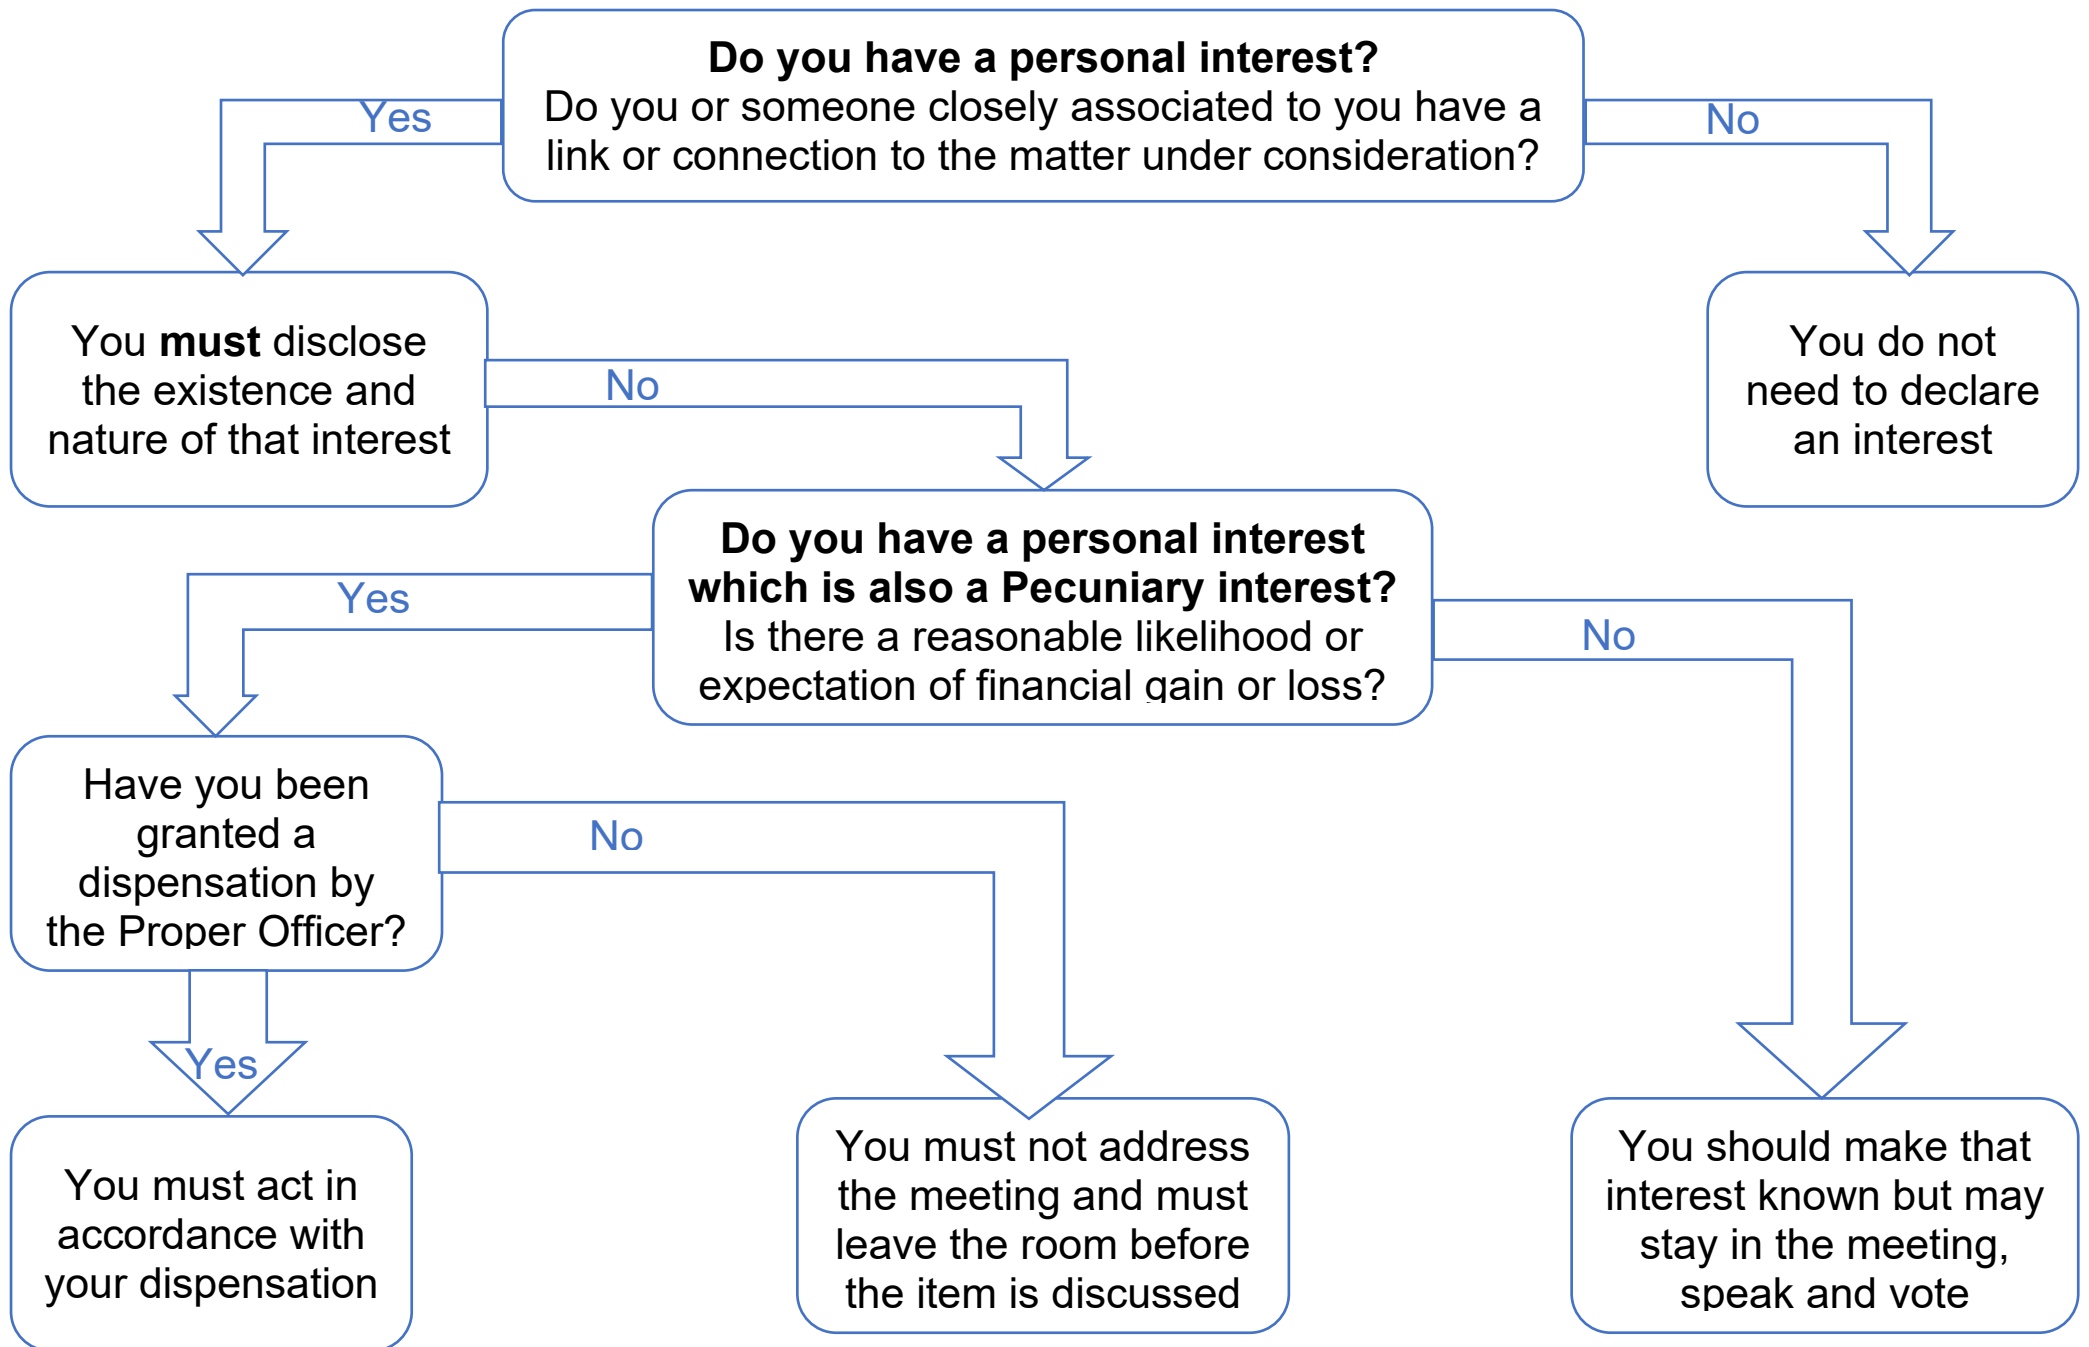 Do you have a personal interest?
Do you or someone closely associated to you have a
link or connection to the matter under consideration?
Yes
No
You must disclose
the existence and
nature of that interest
No
You do not
need to declare
an interest
Do you have a personal interest
which is also a Pecuniary interest?
Is there a reasonable likelihood or
expectation of financial gain or loss?
Yes
No
Have you been
granted a
dispensation by
the Proper Officer?
No
Yes
You must act in
accordance with
your dispensation
You must not address
the meeting and must
leave the room before
the item is discussed
You should make that
interest known but may
stay in the meeting,
speak and vote